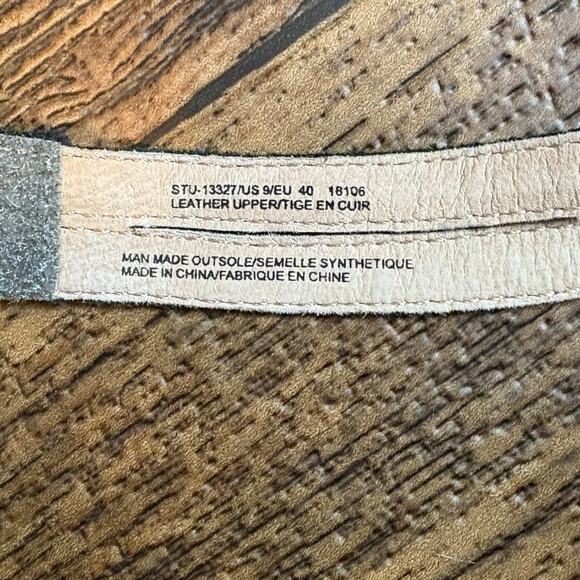 STU-13327/US 9/EU 40 18106
LEATHER UPPER/TIGE EN CUIR
MAN MADE OUTSOLE/SEMELLE SYNTHETIQUE
MADE IN CHINA/FABRIQUE EN CHINE